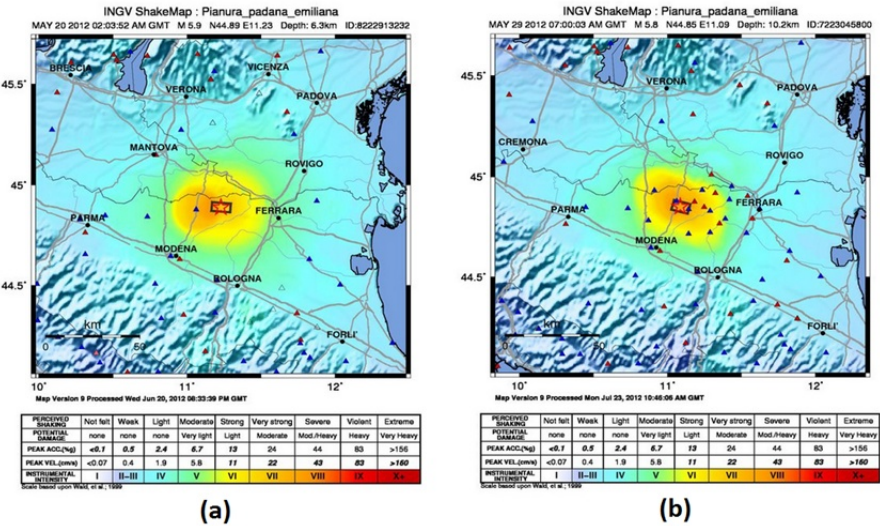 INGV ShakeMap : Pianura_padana_emiliana
MAY 20 2012 02:03:52 AM GMT M 5.9 N44.89 E11.23 Depth: 6.3km ID:8222913232
45.5˚
45˚
44.5˚
BRESCIA
VICENZA
VERONA
PADOVA
MANTOVA
ROVIGO
PARMA
FERRARA
MODENA
BOLOGNA
FORLI'
km
0 50
10˚ 11˚ 12˚
Map Version 9 Processed Wed Jun 20, 2012 08:33:39 PM GMT
PERCEIVED SHAKING Not felt Weak Light Moderate Strong Very strong Severe Violent Extreme
POTENTIAL DAMAGE none none none Very light Light Moderate Mod./Heavy Heavy Very Heavy
PEAK ACC.(%g) <0.1 0.5 2.4 6.7 13 24 44 83 >156
PEAK VEL.(cm/s) <0.07 0.4 1.9 5.8 11 22 43 83 >160
INSTRUMENTAL INTENSITY I II-III IV V VI VII VIII IX X+
Scale based upon Wald, et al.; 1999
(a)
INGV ShakeMap : Pianura_padana_emiliana
MAY 29 2012 07:00:03 AM GMT M 5.8 N44.85 E11.09 Depth: 10.2km ID:7223045800
45.5˚
45˚
44.5˚
VERONA
PADOVA
CREMONA
ROVIGO
PARMA
FERRARA
MODENA
BOLOGNA
FORLI'
km
0 50
10˚ 11˚ 12˚
Map Version 9 Processed Mon Jul 23, 2012 10:46:06 AM GMT
PERCEIVED SHAKING Not felt Weak Light Moderate Strong Very strong Severe Violent Extreme
POTENTIAL DAMAGE none none none Very light Light Moderate Mod./Heavy Heavy Very Heavy
PEAK ACC.(%g) <0.1 0.5 2.4 6.7 13 24 44 83 >156
PEAK VEL.(cm/s) <0.07 0.4 1.9 5.8 11 22 43 83 >160
INSTRUMENTAL INTENSITY I II-III IV V VI VII VIII IX X+
Scale based upon Wald, et al.; 1999
(b)